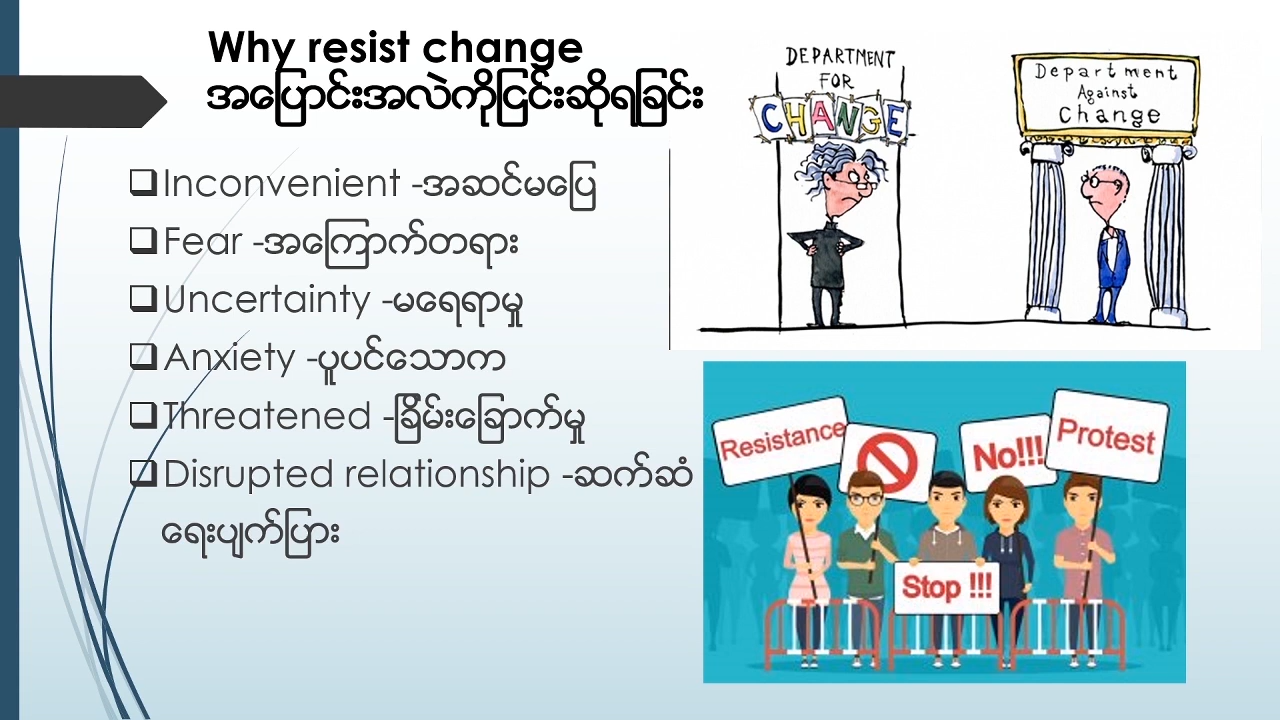 Why resist change
အပြောင်းအလဲကိုငြင်းဆိုရခြင်း
❑Inconvenient -အဆင်မပြေ
❑Fear -အကြောက်တရား
❑Uncertainty -မရေရာမှု
❑Anxiety -ပူပင်သောက
❑Threatened -ခြိမ်းခြောက်မှု
❑Disrupted relationship -ဆက်ဆံ
ရေးပျက်ပြား
DEPARTMENT
FOR
CHANGE
Department
Against
Change
Resistance
No!!!
Protest
Stop !!!